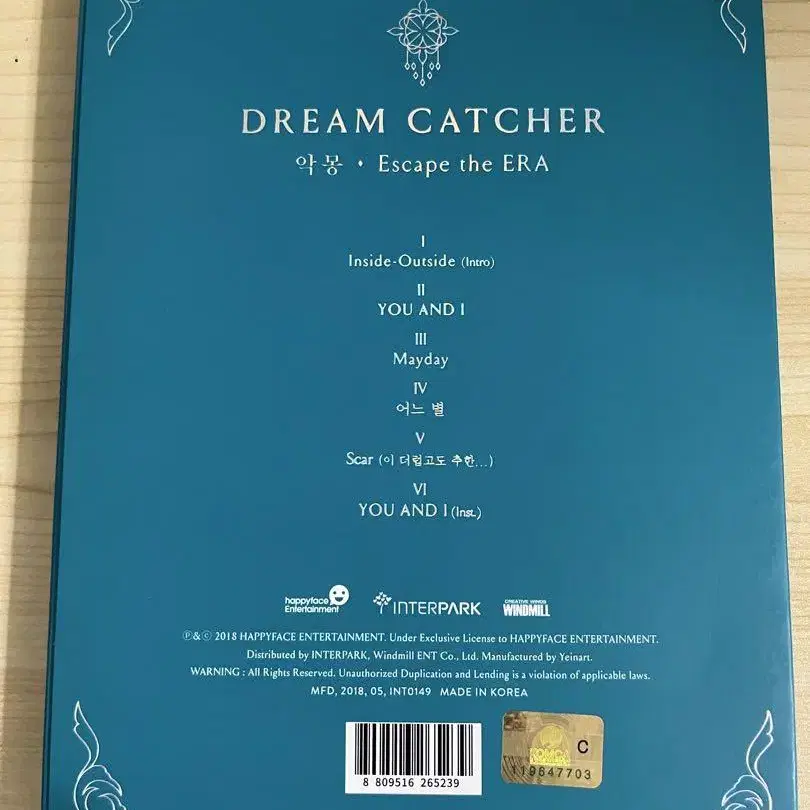 DREAM CATCHER
악몽 · Escape the ERA
I
Inside-Outside (Intro)
II
YOU AND I
III
Mayday
IV
어느 별
V
Scar (이 더럽고도 추한...)
VI
YOU AND I (Inst.)
happyface
Entertainment
INTERPARK
CREATIVE WINGS
WINDMILL
℗&© 2018 HAPPYFACE ENTERTAINMENT. Under Exclusive License to HAPPYFACE ENTERTAINMENT.
Distributed by INTERPARK, Windmill ENT Co., Ltd. Manufactured by Yeinart.
WARNING : All Rights Reserved. Unauthorized Duplication and Lending is a violation of applicable laws.
MFD, 2018, 05, INT0149 MADE IN KOREA
8 809516 265239
KOMCA
C
119847703